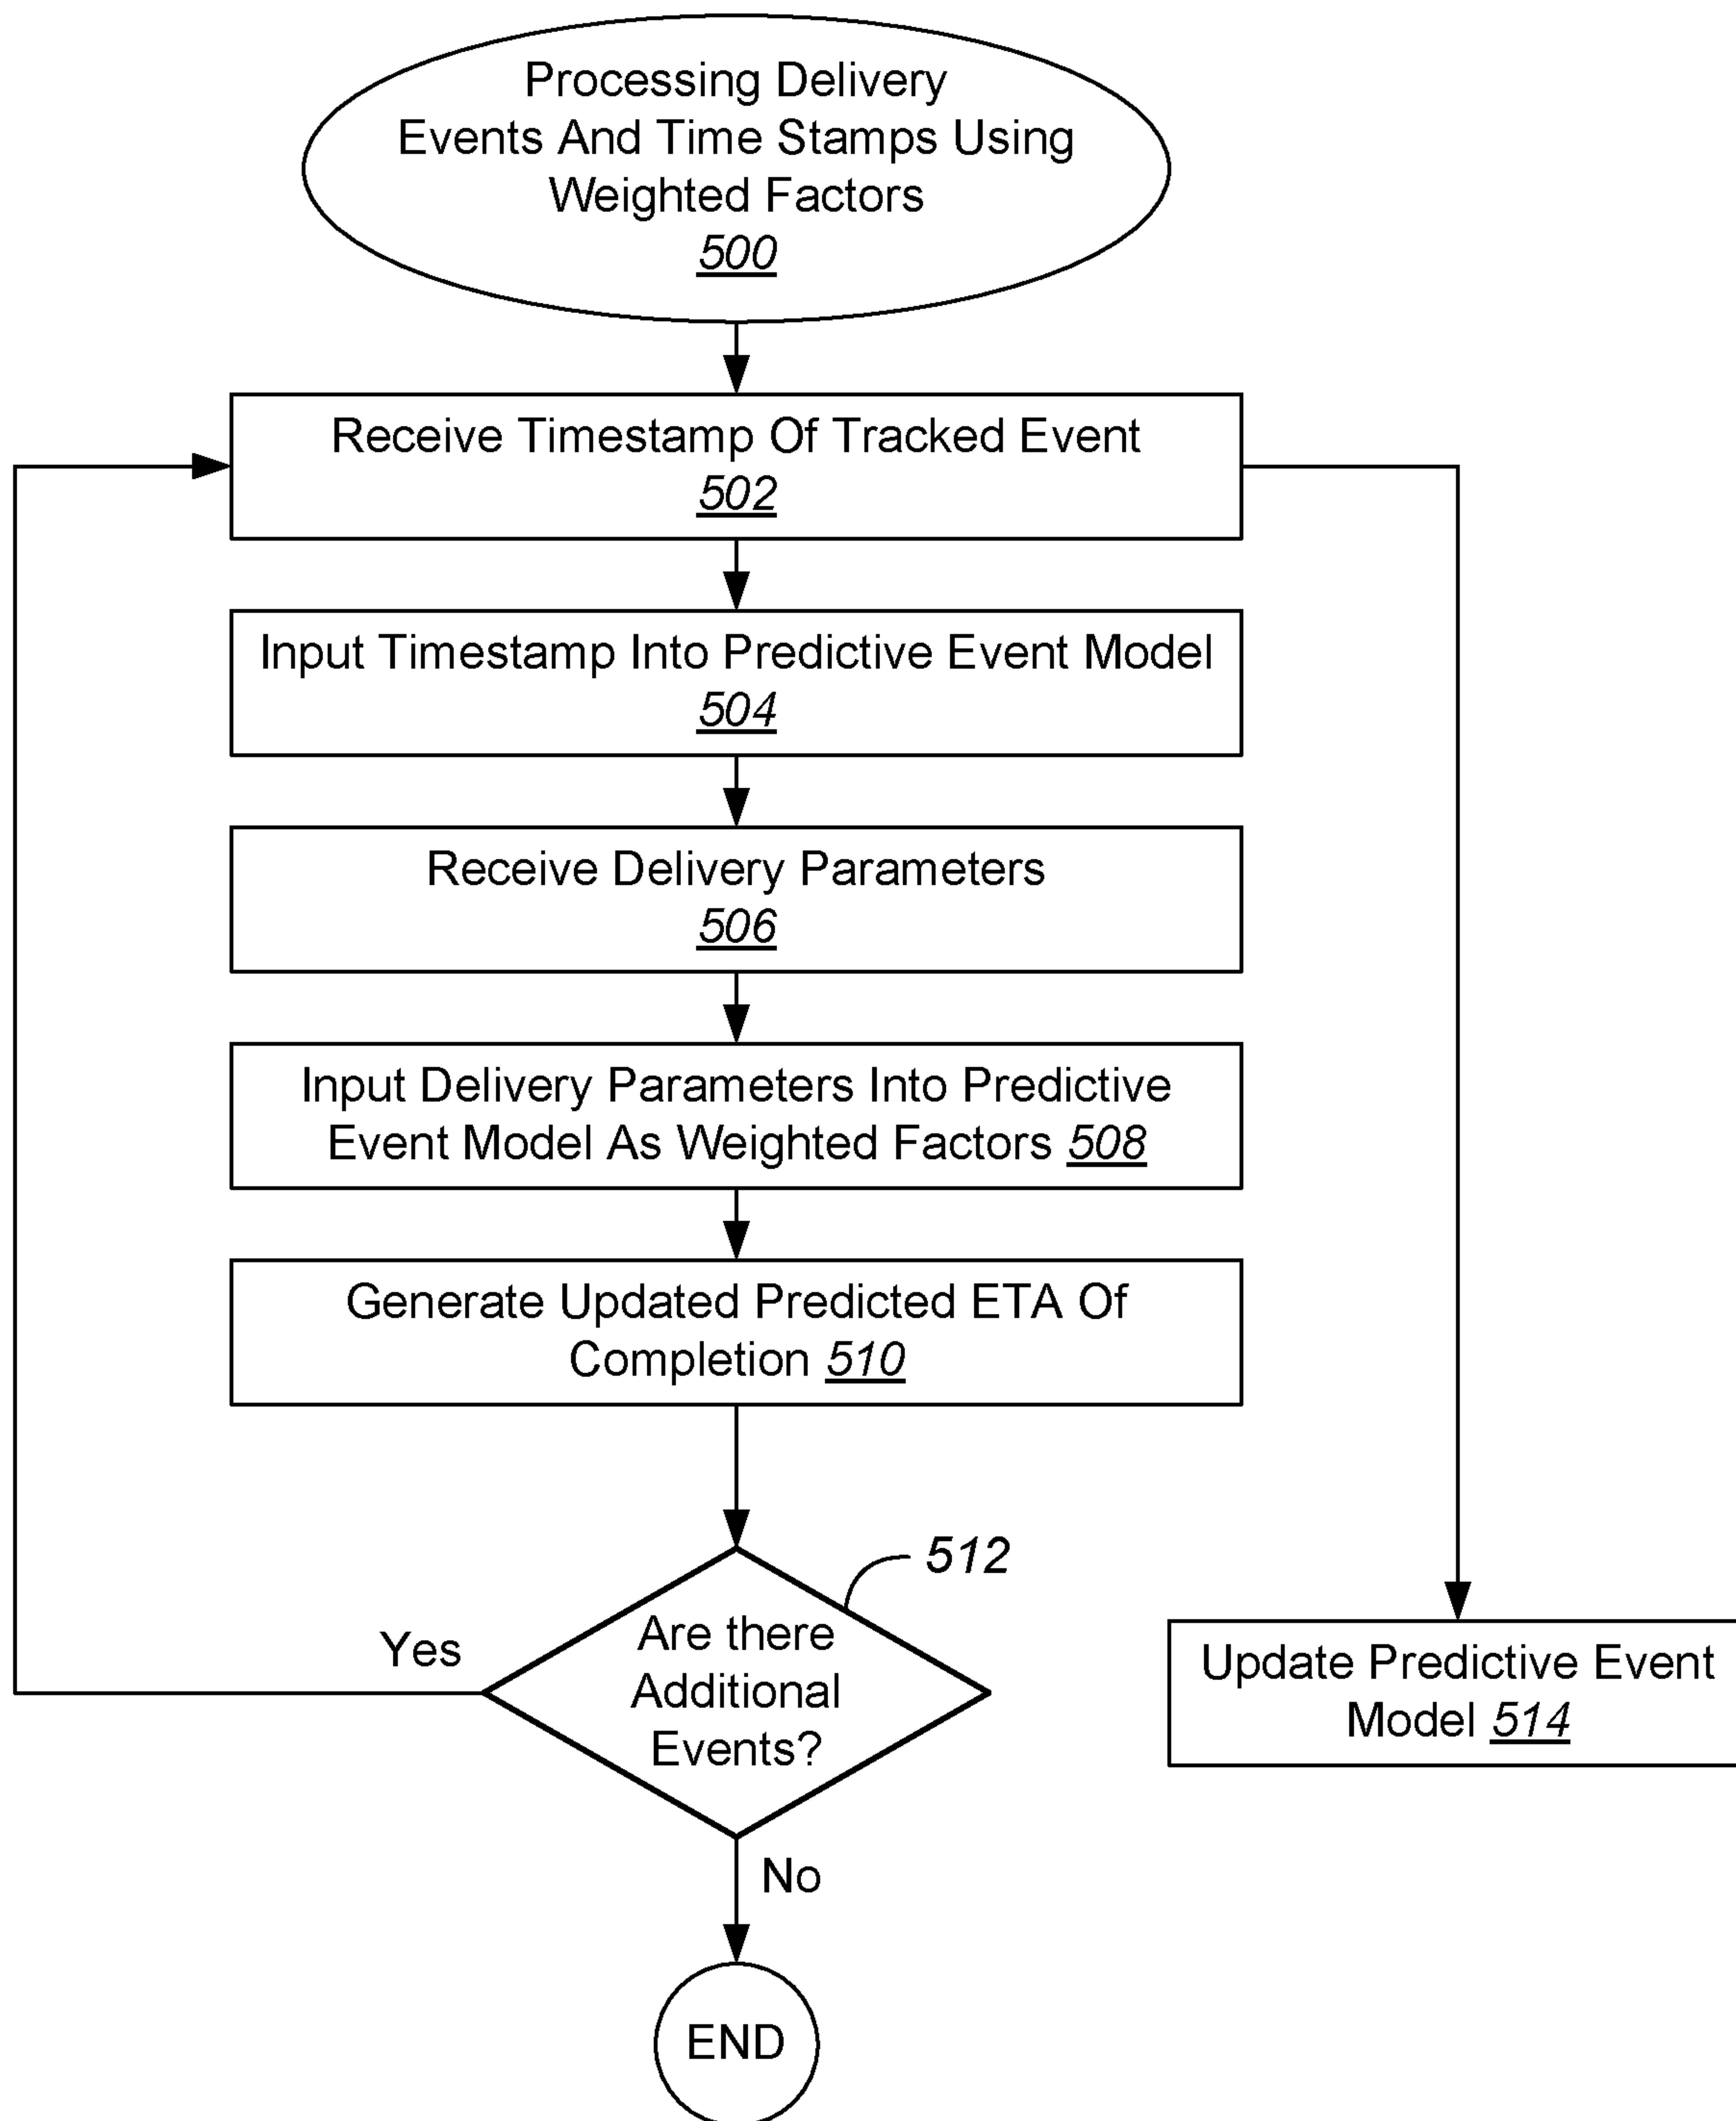 Processing Delivery
Events And Time Stamps Using
Weighted Factors
500
Receive Timestamp Of Tracked Event
502
Input Timestamp Into Predictive Event Model
504
Receive Delivery Parameters
506
Input Delivery Parameters Into Predictive
Event Model As Weighted Factors 508
Generate Updated Predicted ETA Of
Completion 510
512
Are there
Additional
Events?
Yes
Update Predictive Event
Model 514
No
END